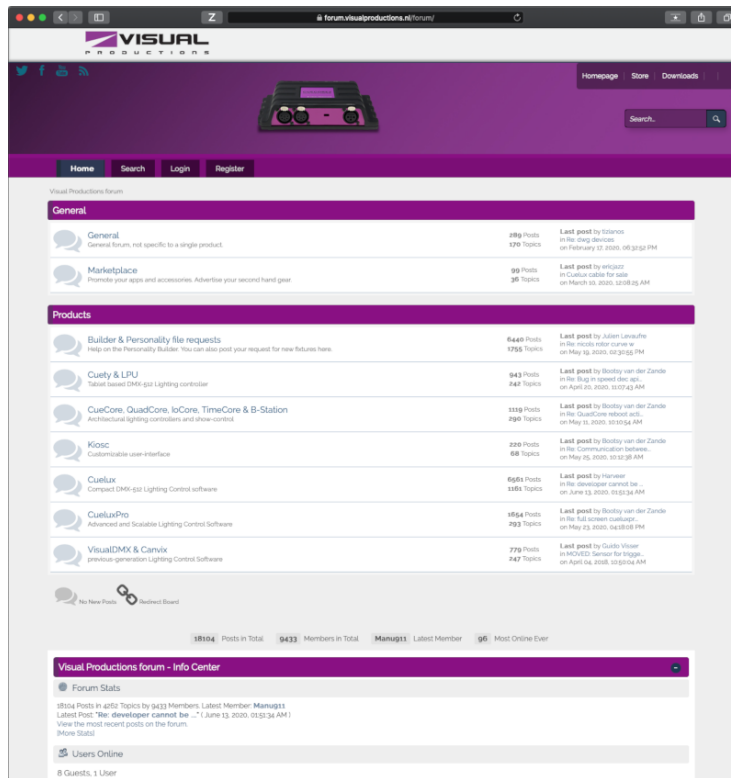 Z
forum.visualproductions.nl/forum/
VISUAL
PRODUCTIONS
Homepage Store Downloads
Search..
Home Search Login Register
Visual Productions forum
General
General
General forum, not specific to a single product.
289 Posts
170 Topics
Last post by tizianos
in Re: dwg devices
on February 17, 2020, 06:32:52 PM
Marketplace
Promote your apps and accessories. Advertise your second hand gear.
99 Posts
36 Topics
Last post by ericjazz
in Cuelux cable for sale
on March 10, 2020, 12:08:25 AM
Products
Builder & Personality file requests
Help on the Personality Builder. You can also post your request for new fixtures here.
6440 Posts
1755 Topics
Last post by Julien Levaufre
in Re: nicols rotor curve w
on May 19, 2020, 02:30:55 PM
Cuety & LPU
Tablet based DMX-512 Lighting controller
943 Posts
242 Topics
Last post by Bootsy van der Zande
in Re: Bug in speed dec api..
on April 20, 2020, 11:07:43 AM
CueCore, QuadCore, IoCore, TimeCore & B-Station
Architectural lighting controllers and show-control
1119 Posts
290 Topics
Last post by Bootsy van der Zande
in Re: QuadCore reboot acti..
on May 11, 2020, 10:10:54 AM
Kiosc
Customizable user-interface
220 Posts
68 Topics
Last post by Bootsy van der Zande
in Re: Communication betwee..
on May 25, 2020, 10:12:38 AM
Cuelux
Compact DMX-512 Lighting Control software
6561 Posts
1161 Topics
Last post by Harveer
in Re: developer cannot be ...
on June 13, 2020, 01:51:34 AM
CueluxPro
Advanced and Scalable Lighting Control Software
1654 Posts
293 Topics
Last post by Bootsy van der Zande
in Re: full screen cueluxpr..
on May 23, 2020, 04:18:08 PM
VisualDMX & Canvix
previous-generation Lighting Control Software
779 Posts
247 Topics
Last post by Guido Visser
in MOVED: Sensor for trigge..
on April 04, 2018, 10:50:04 AM
No New Posts Redirect Board
18104 Posts in Total 9433 Members in Total Manu911 Latest Member 96 Most Online Ever
Visual Productions forum - Info Center
Forum Stats
18104 Posts in 4262 Topics by 9433 Members. Latest Member: Manu911
Latest Post: "Re: developer cannot be ..." ( June 13, 2020, 01:51:34 AM )
View the most recent posts on the forum.
[More Stats]
Users Online
8 Guests, 1 User